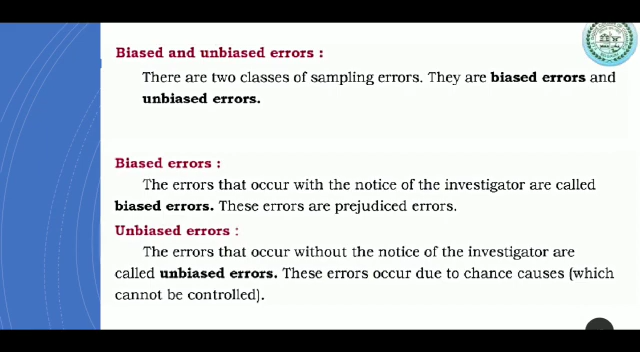 Biased and unbiased errors :
There are two classes of sampling errors. They are biased errors and
unbiased errors.
Biased errors :
The errors that occur with the notice of the investigator are called
biased errors. These errors are prejudiced errors.
Unbiased errors :
The errors that occur without the notice of the investigator are
called unbiased errors. These errors occur due to chance causes (which
cannot be controlled).